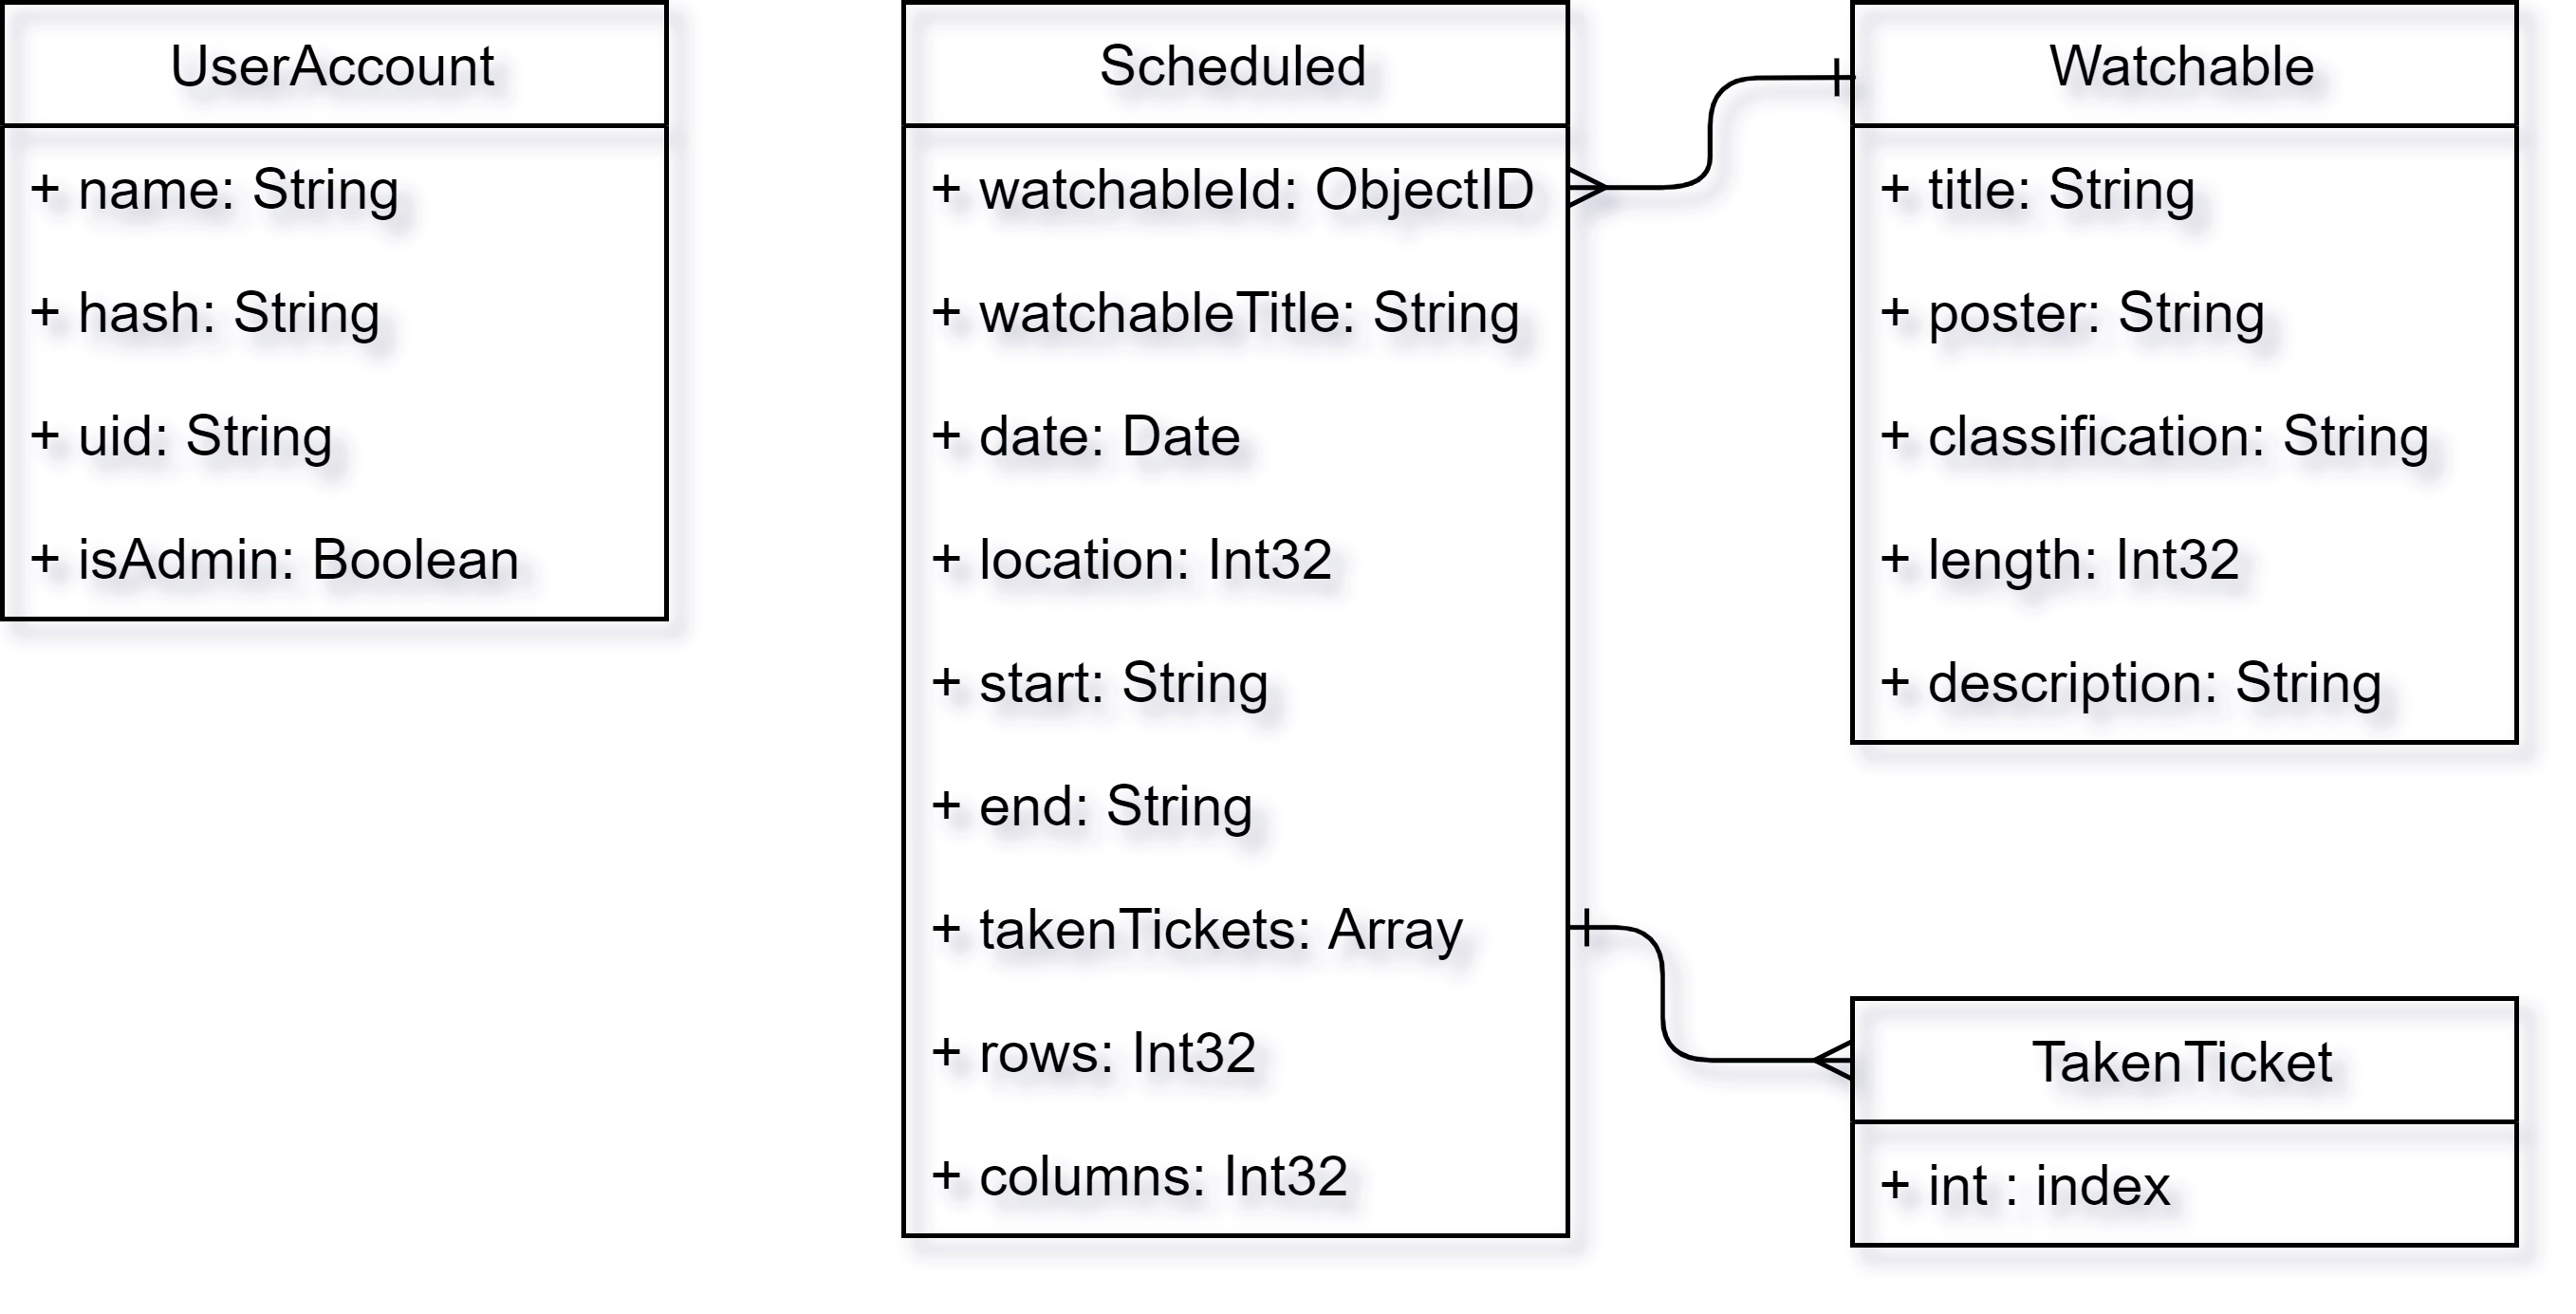 UserAccount
+ name: String
+ hash: String
+ uid: String
+ isAdmin: Boolean
Scheduled
+ watchableId: ObjectID
+ watchableTitle: String
+ date: Date
+ location: Int32
+ start: String
+ end: String
+ takenTickets: Array
+ rows: Int32
+ columns: Int32
Watchable
+ title: String
+ poster: String
+ classification: String
+ length: Int32
+ description: String
TakenTicket
+ int : index